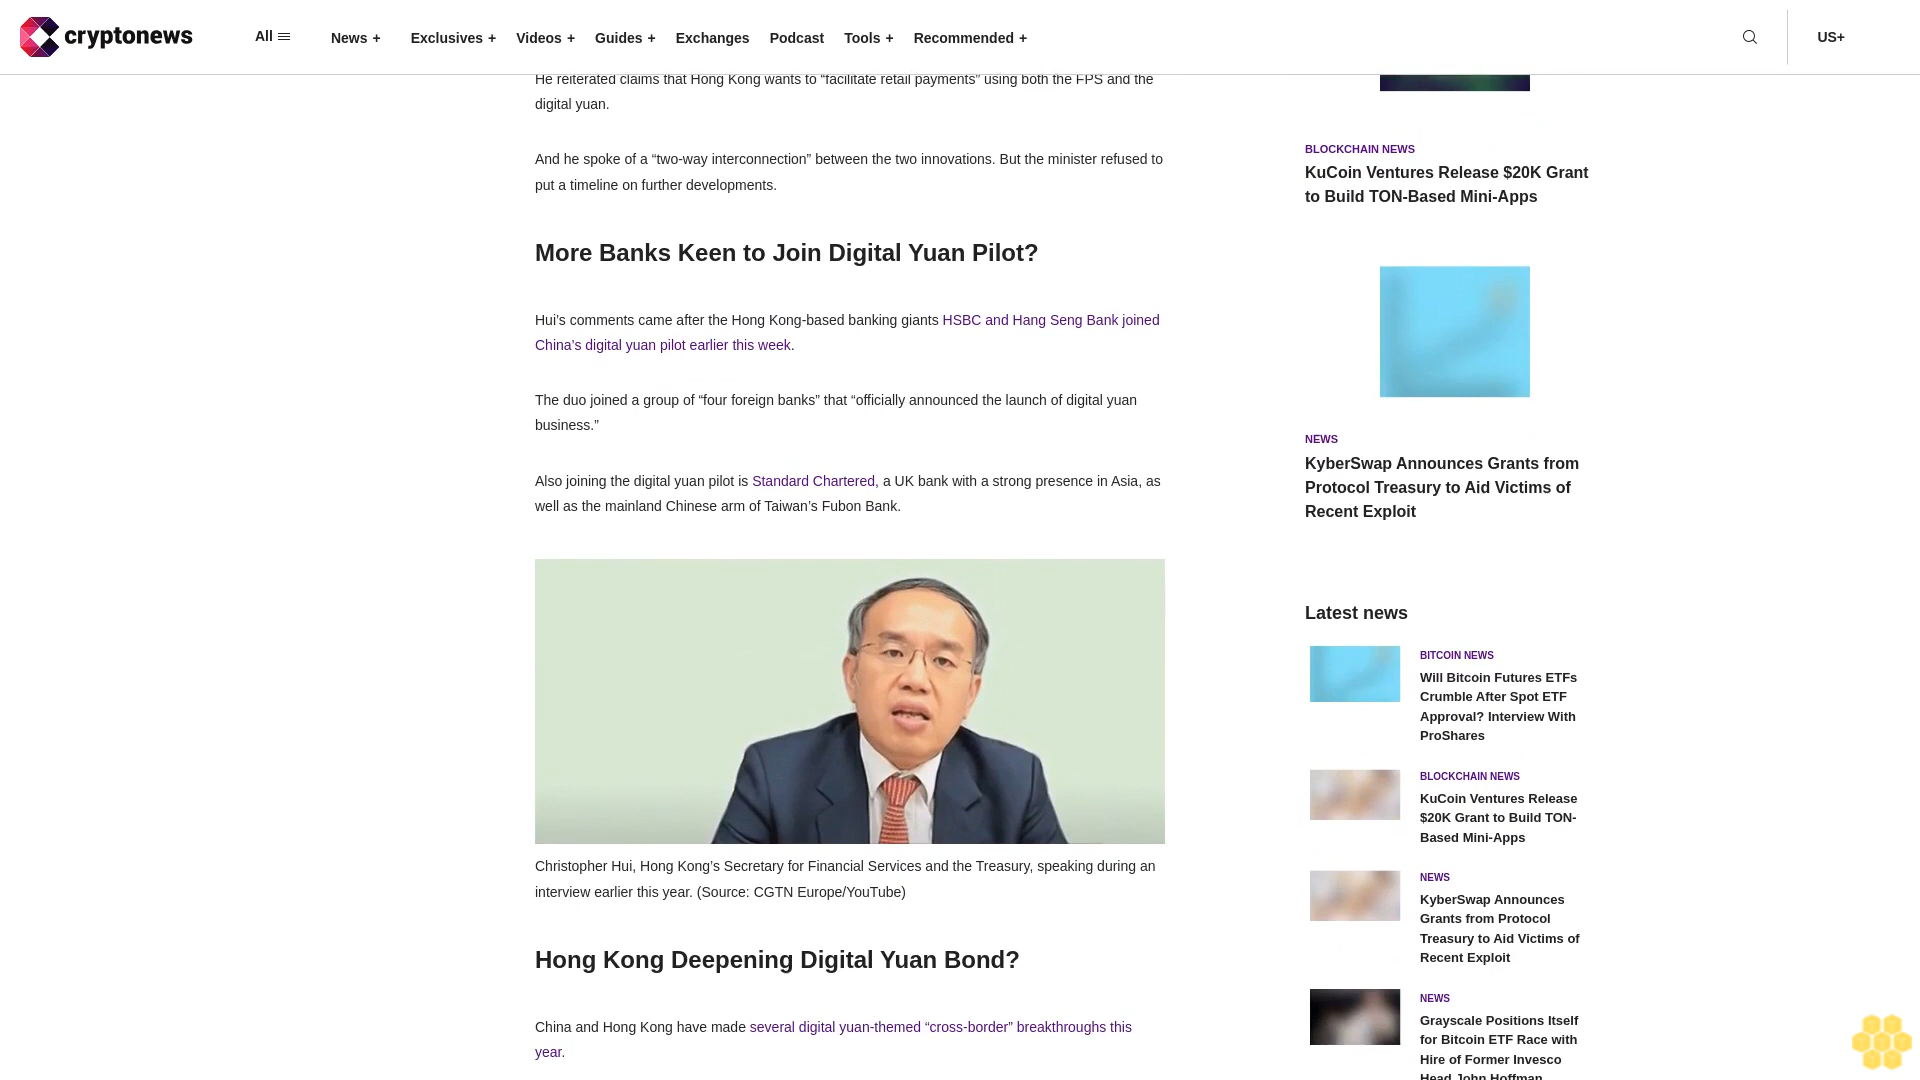 cryptonews
All
News +
Exclusives +
Videos +
Guides +
Exchanges
Podcast
Tools +
Recommended +
US+
He reiterated claims that Hong Kong wants to “facilitate retail payments” using both the FPS and the
digital yuan.
And he spoke of a “two-way interconnection” between the two innovations. But the minister refused to
put a timeline on further developments.
More Banks Keen to Join Digital Yuan Pilot?
Hui’s comments came after the Hong Kong-based banking giants HSBC and Hang Seng Bank joined
China’s digital yuan pilot earlier this week.
The duo joined a group of “four foreign banks” that “officially announced the launch of digital yuan
business.”
Also joining the digital yuan pilot is Standard Chartered, a UK bank with a strong presence in Asia, as
well as the mainland Chinese arm of Taiwan’s Fubon Bank.
Christopher Hui, Hong Kong’s Secretary for Financial Services and the Treasury, speaking during an
interview earlier this year. (Source: CGTN Europe/YouTube)
Hong Kong Deepening Digital Yuan Bond?
China and Hong Kong have made several digital yuan-themed “cross-border” breakthroughs this
year.
BLOCKCHAIN NEWS
KuCoin Ventures Release $20K Grant
to Build TON-Based Mini-Apps
NEWS
KyberSwap Announces Grants from
Protocol Treasury to Aid Victims of
Recent Exploit
Latest news
BITCOIN NEWS
Will Bitcoin Futures ETFs
Crumble After Spot ETF
Approval? Interview With
ProShares
BLOCKCHAIN NEWS
KuCoin Ventures Release
$20K Grant to Build TON-
Based Mini-Apps
NEWS
KyberSwap Announces
Grants from Protocol
Treasury to Aid Victims of
Recent Exploit
NEWS
Grayscale Positions Itself
for Bitcoin ETF Race with
Hire of Former Invesco
Head John Hoffman